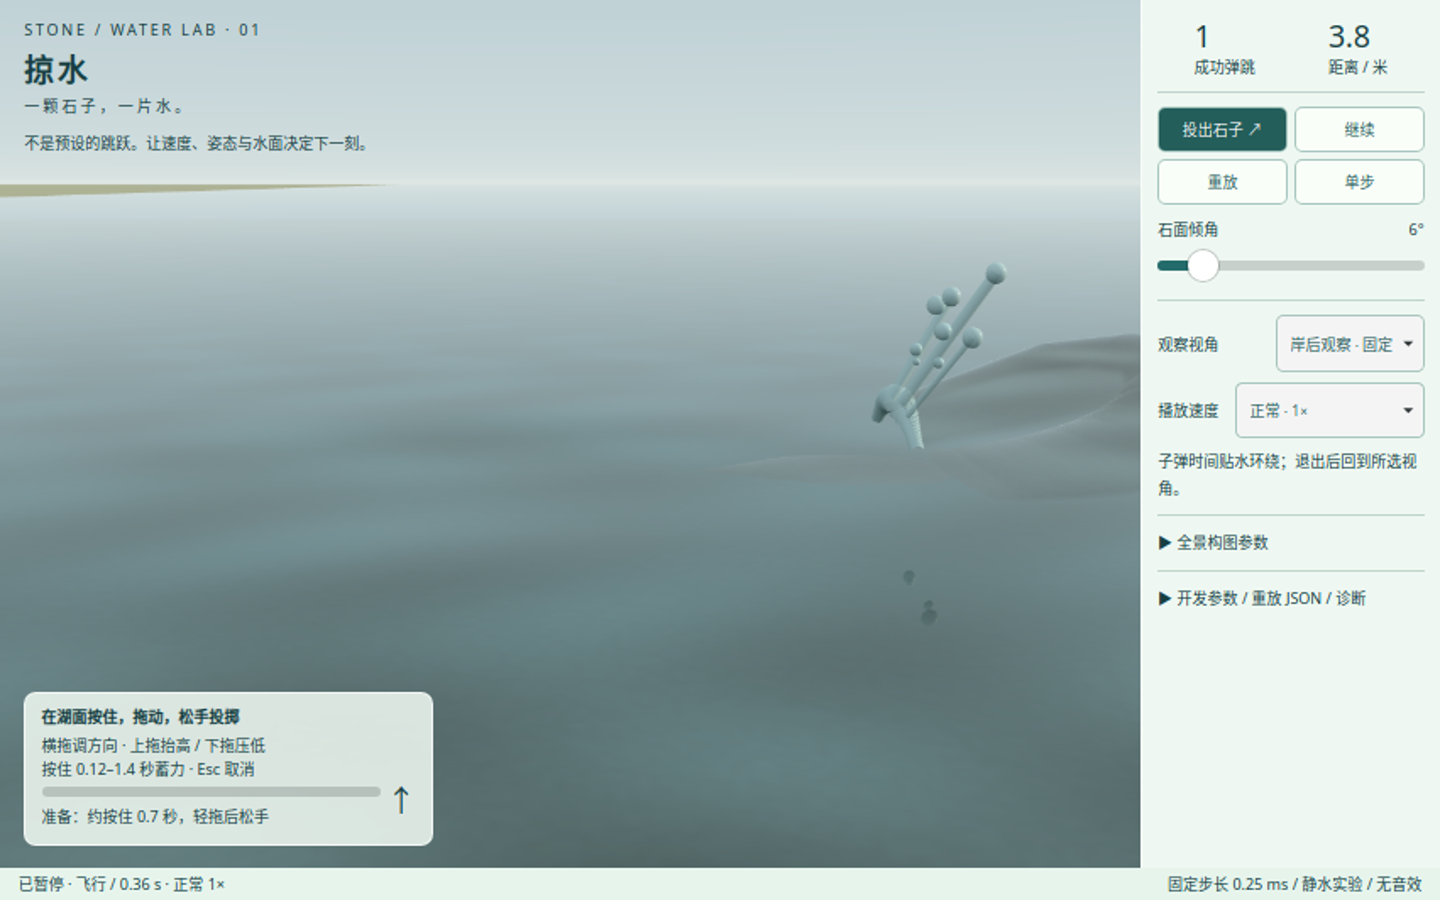 STONE / WATER LAB · 01
掠水
一颗石子，一片水。
不是预设的跳跃。让速度、姿态与水面决定下一刻。
1
成功弹跳
3.8
距离 / 米
投出石子 ↗
继续
重放
单步
石面倾角
6°
观察视角
岸后观察 · 固定
播放速度
正常 · 1×
子弹时间贴水环绕；退出后回到所选视
角。
▶ 全景构图参数
▶ 开发参数 / 重放 JSON / 诊断
在湖面按住，拖动，松手投掷
横拖调方向 · 上拖抬高 / 下拖压低
按住 0.12–1.4 秒蓄力 · Esc 取消
↑
准备：约按住 0.7 秒，轻拖后松手
已暂停 · 飞行 / 0.36 s · 正常 1×
固定步长 0.25 ms / 静水实验 / 无音效